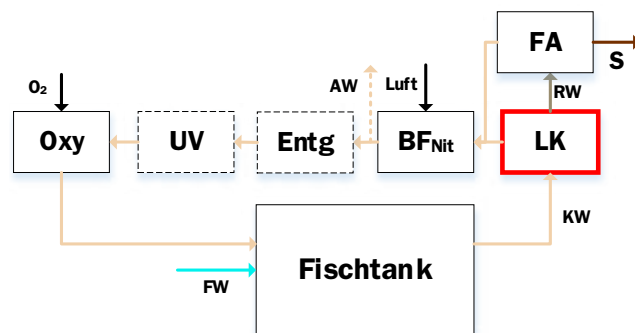 FA
S
O₂
AW
Luft
RW
Oxy
UV
Entg
BFNit
LK
KW
Fischtank
FW